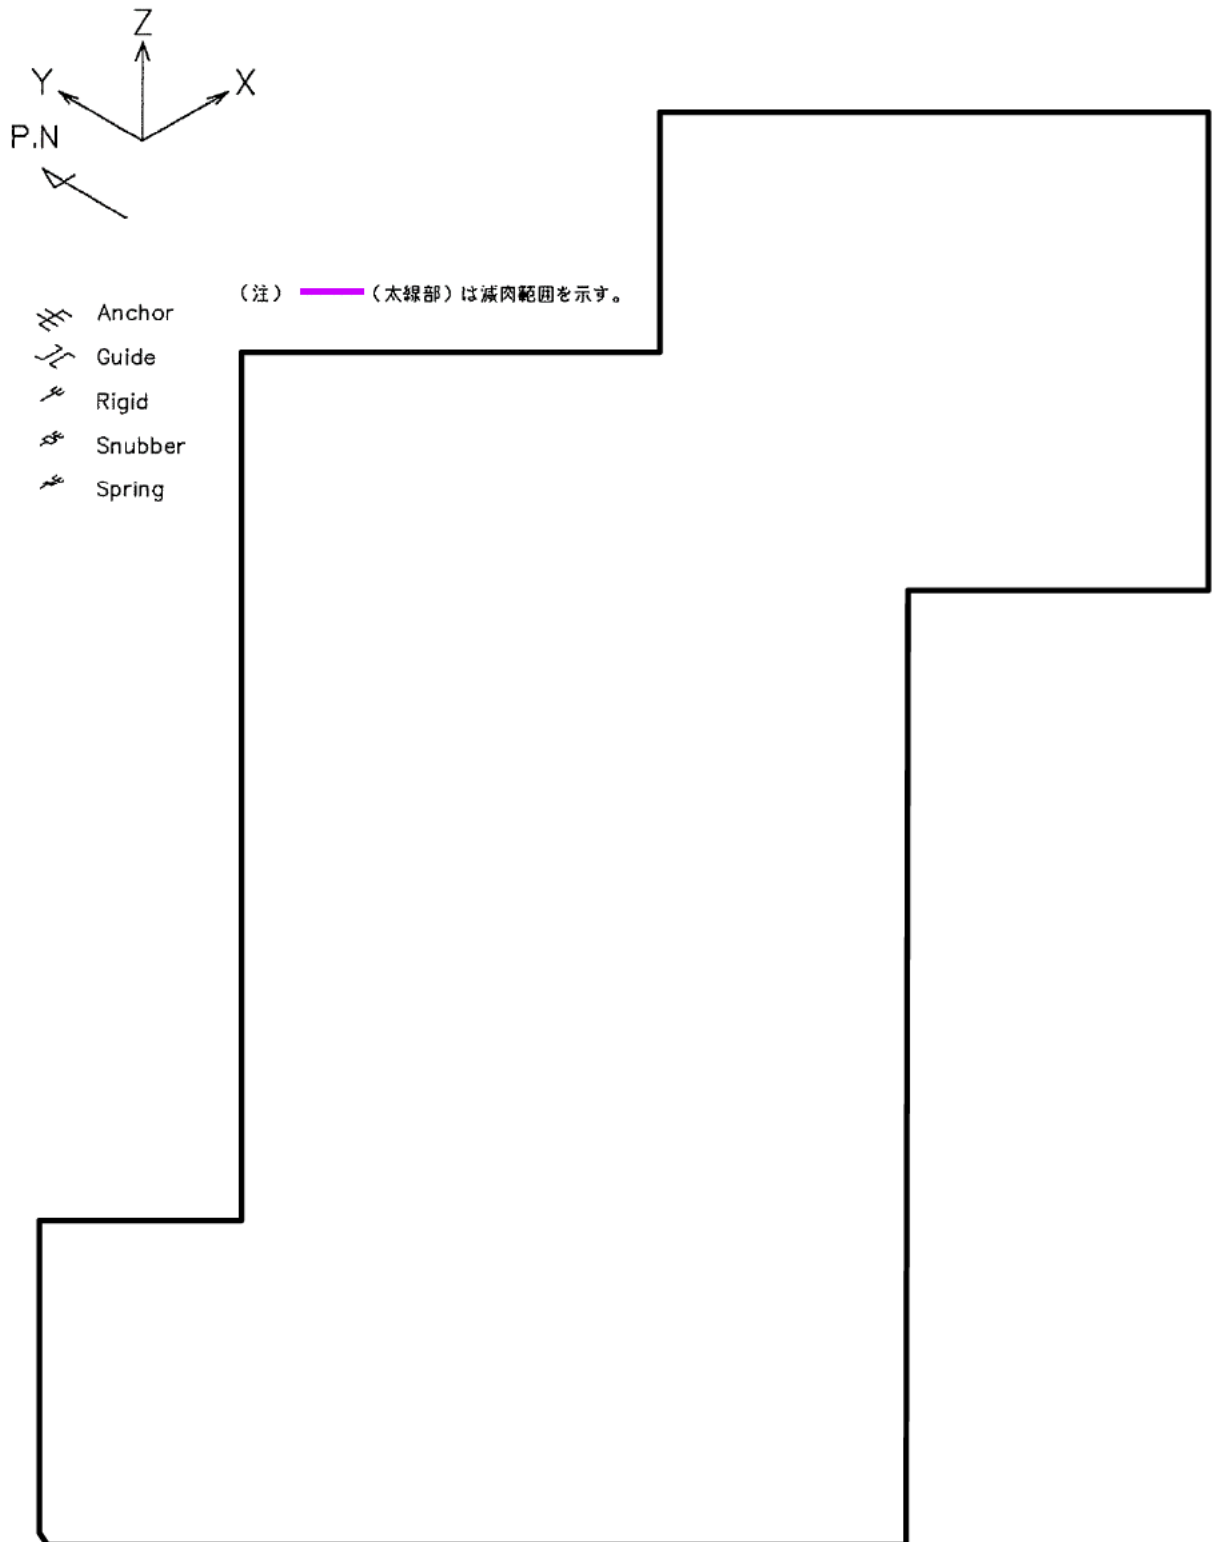 Z
Y
X
P.N
（注） （太線部）は減肉範囲を示す。
Anchor
Guide
Rigid
Snubber
Spring